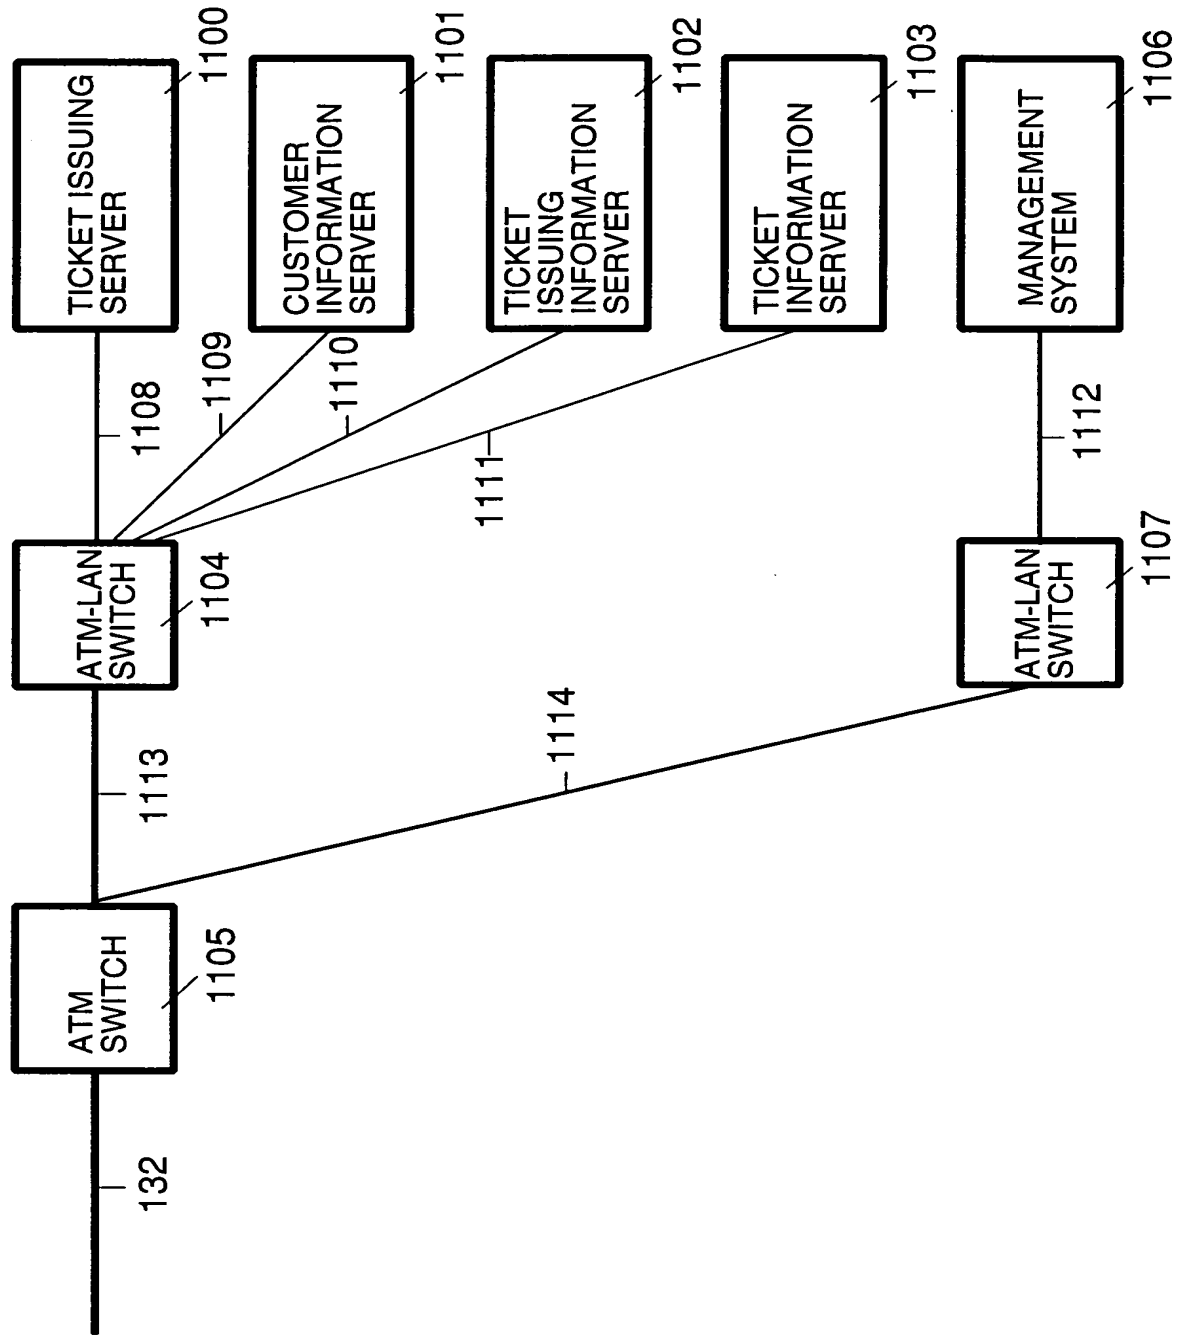 TICKET ISSUING
SERVER
1100
CUSTOMER
INFORMATION
SERVER
1101
TICKET
ISSUING
INFORMATION
SERVER
1102
TICKET
INFORMATION
SERVER
1103
MANAGEMENT
SYSTEM
1106
1108
1109
1110
1111
1112
ATM-LAN
SWITCH
1104
ATM-LAN
SWITCH
1107
1113
1114
ATM
SWITCH
1105
132